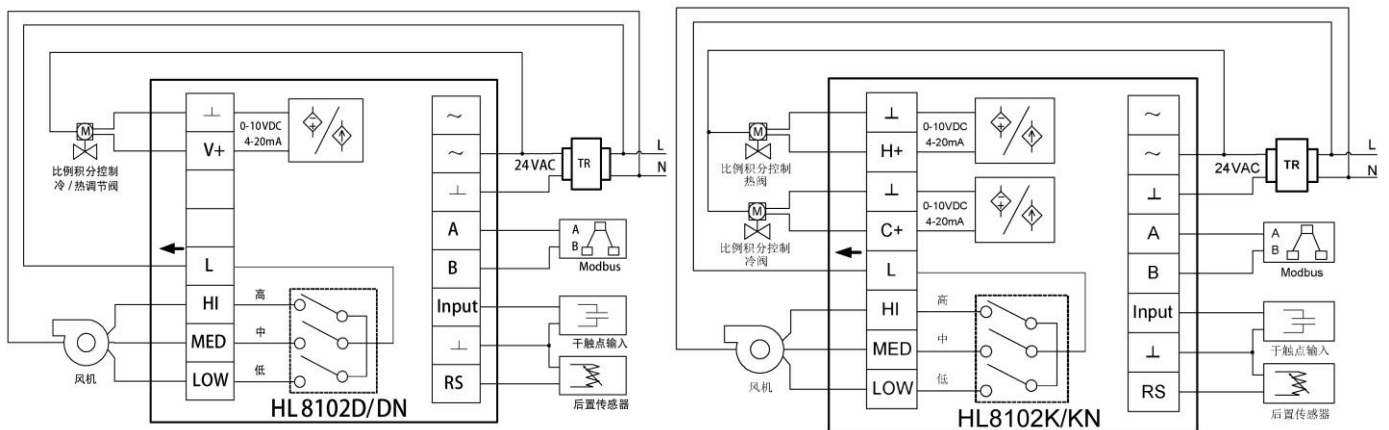 L
N
24VAC
TR
~
~
⊥
A
B
Input
⊥
RS
A
B
Modbus
干触点输入
后置传感器
⊥
V+
L
HI
MED
LOW
0-10VDC
4-20mA
M
比例积分控制
冷/热调节阀
高
中
低
风机
HL8102D/DN
L
N
24VAC
TR
~
~
⊥
A
B
Input
⊥
RS
A
B
Modbus
干触点输入
后置传感器
⊥
H+
⊥
C+
L
HI
MED
LOW
0-10VDC
4-20mA
0-10VDC
4-20mA
M
比例积分控制
热阀
M
比例积分控制
冷阀
高
中
低
风机
HL8102K/KN